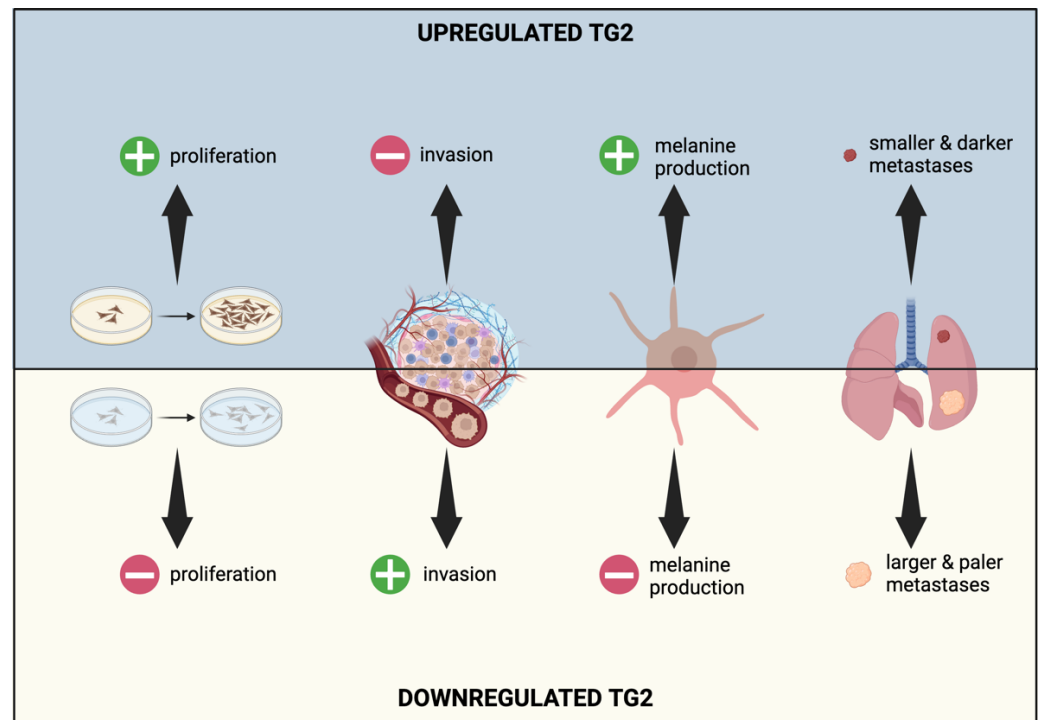 UPREGULATED TG2
proliferation
invasion
melanine
production
smaller & darker
metastases
proliferation
invasion
melanine
production
larger & paler
metastases
DOWNREGULATED TG2